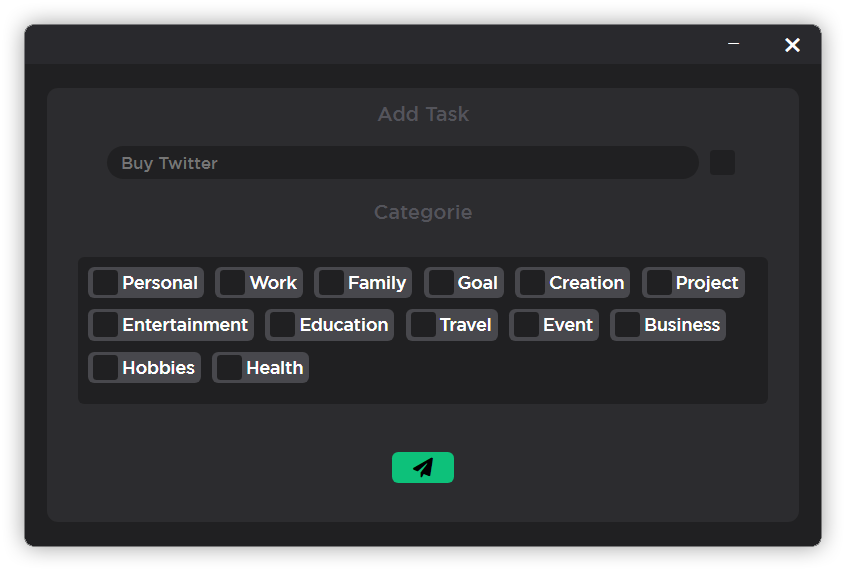 Add Task
Buy Twitter
Categorie
Personal Work Family Goal Creation Project
Entertainment Education Travel Event Business
Hobbies Health